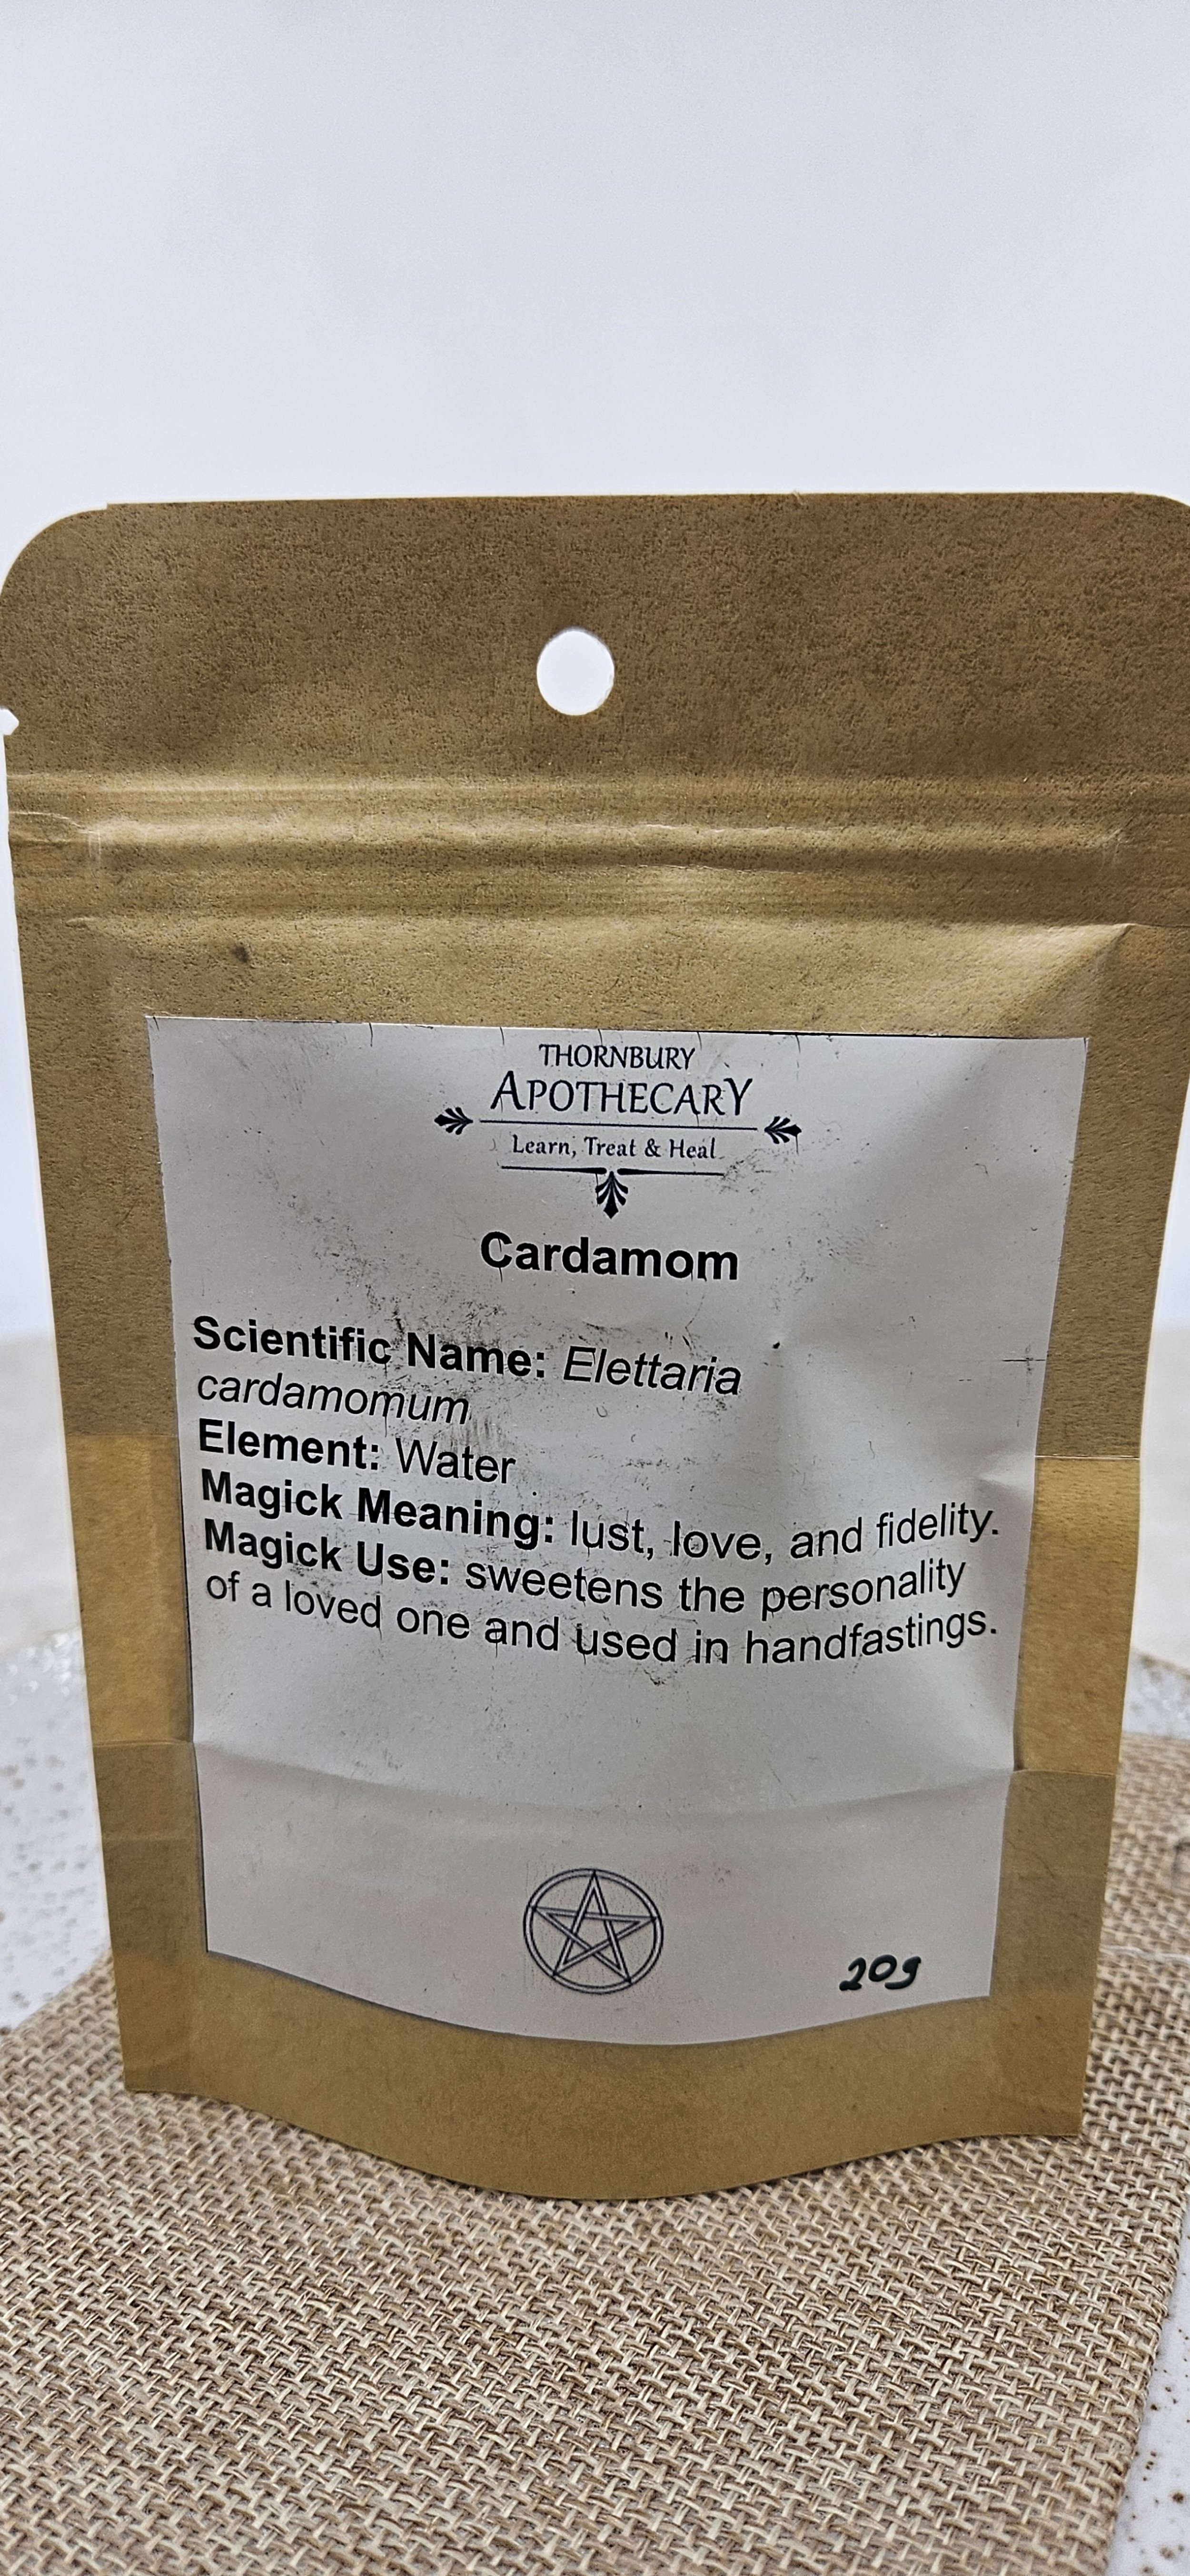 THORNBURY
APOTHECARY
Learn, Treat & Heal
Cardamom
Scientific Name: Elettaria
cardamomum
Element: Water
Magick Meaning: lust, love, and fidelity.
Magick Use: sweetens the personality
of a loved one and used in handfastings.
20g